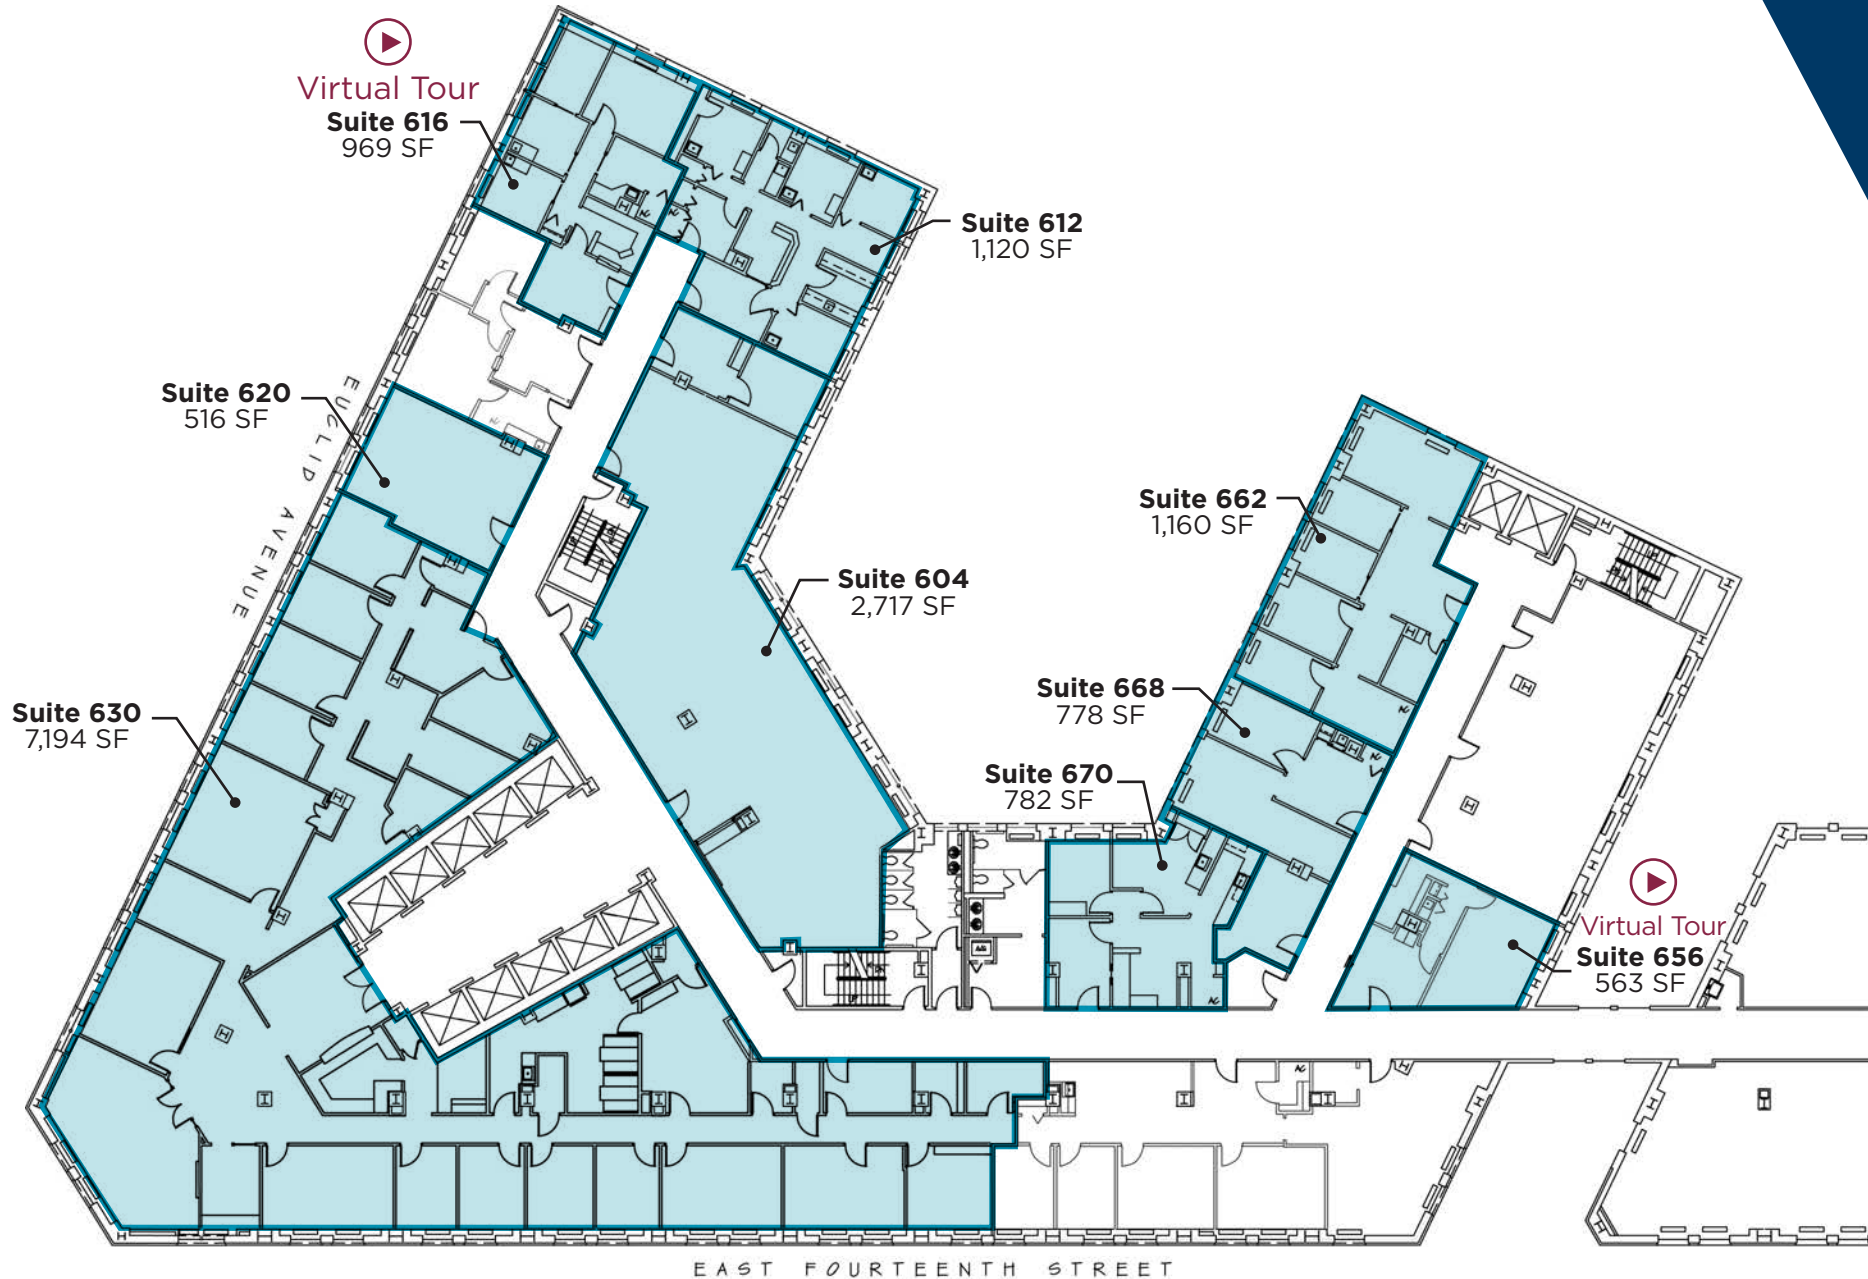 Virtual Tour
Suite 616
969 SF
Suite 612
1,120 SF
Suite 620
516 SF
EUCLID AVENUE
Suite 662
1,160 SF
Suite 604
2,717 SF
Suite 668
778 SF
Suite 630
7,194 SF
Suite 670
782 SF
Virtual Tour
Suite 656
563 SF
EAST FOURTEENTH STREET